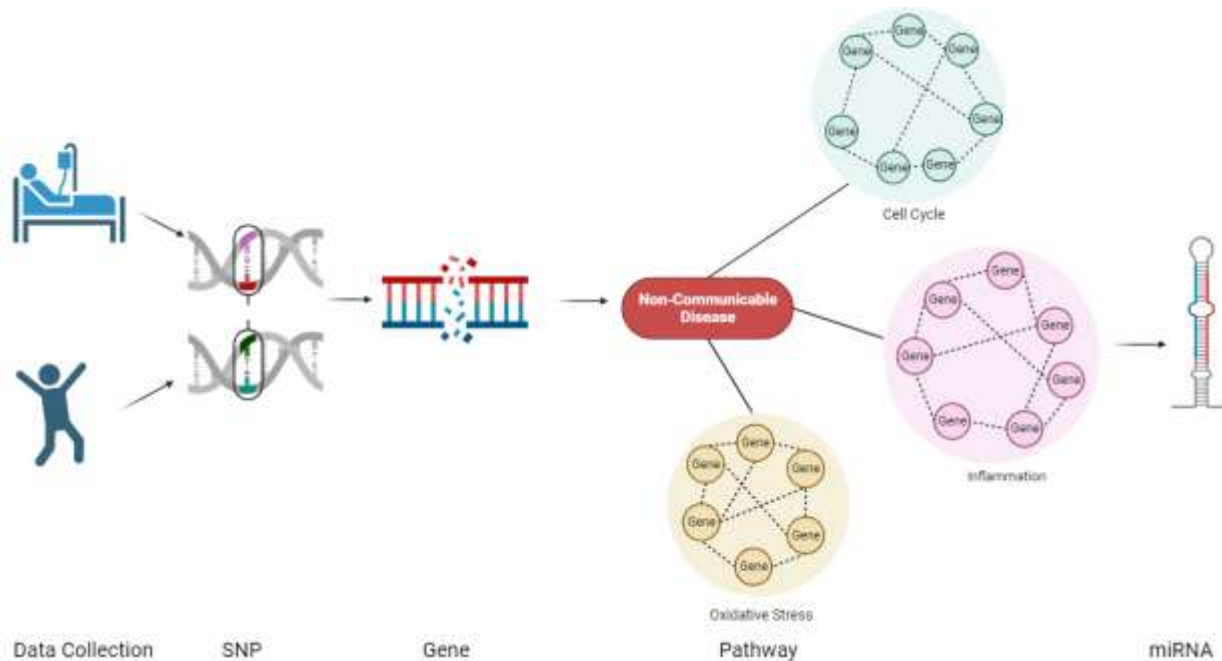 Gene
Gene
Gene
Gene
Gene
Gene
Gene
Cell Cycle
Non-Communicable
Disease
Gene
Gene
Gene
Gene
Gene
Gene
Gene
Inflammation
Gene
Gene
Gene
Gene
Gene
Gene
Oxidative Stress
Data Collection
SNP
Gene
Pathway
miRNA